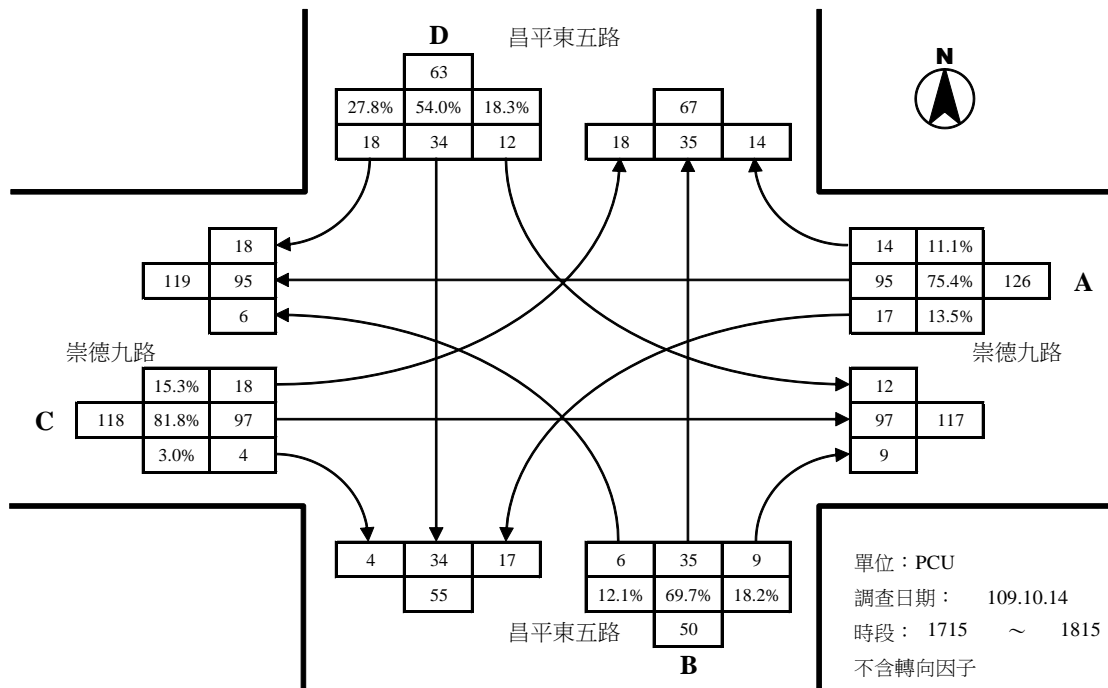 D
昌平東五路
N
63
27.8% 54.0% 18.3%
18 34 12
67
18 35 14
18
119 95
6
14 11.1%
95 75.4% 126
17 13.5%
A
崇德九路
崇德九路
15.3% 18
C 118 81.8% 97
3.0% 4
12
97 117
9
4 34 17
55
6 35 9
12.1% 69.7% 18.2%
50
昌平東五路
B
單位：PCU
調查日期： 109.10.14
時段： 1715 ～ 1815
不含轉向因子